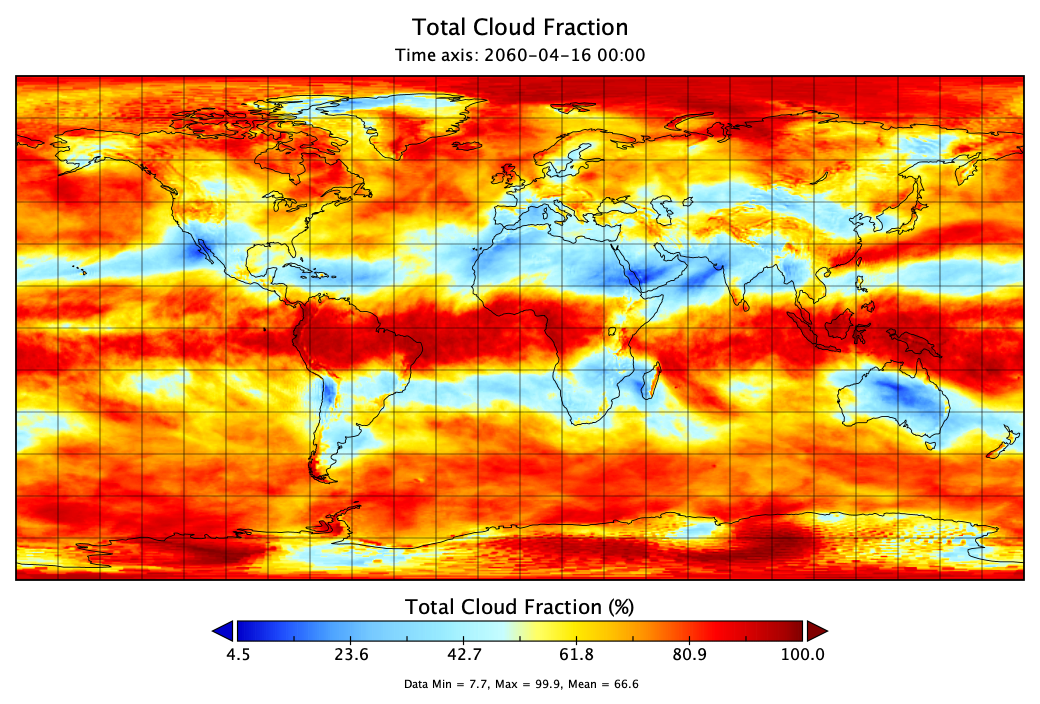 Total Cloud Fraction
Time axis: 2060-04-16 00:00
Total Cloud Fraction (%)
4.5 23.6 42.7 61.8 80.9 100.0
Data Min = 7.7, Max = 99.9, Mean = 66.6